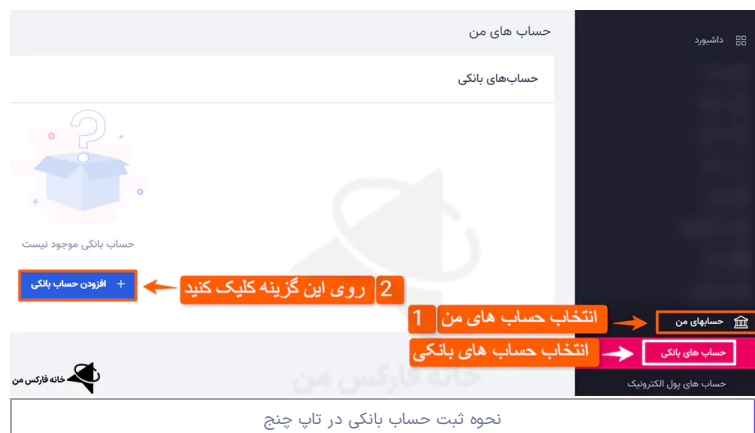 حساب های من
داشبورد
حساب‌های بانکی
حساب بانکی موجود نیست
افزودن حساب بانکی +
2 روی این گزینه کلیک کنید
1 انتخاب حساب های من
حسابهای من
انتخاب حساب های بانکی
حساب های بانکی
خانه فارکس من
خانه فارکس من
حساب های پول الکترونیک
نحوه ثبت حساب بانکی در تاپ چنج